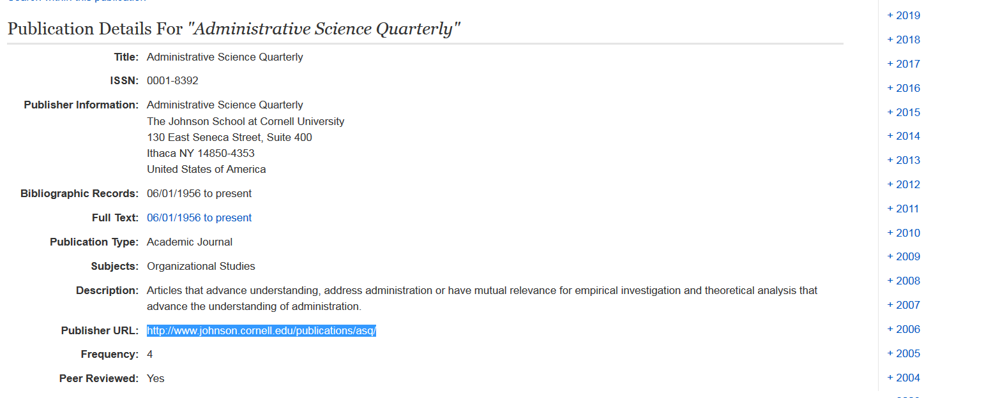 Publication Details For "Administrative Science Quarterly"
Title: Administrative Science Quarterly
ISSN: 0001-8392
Publisher Information: Administrative Science Quarterly
The Johnson School at Cornell University
130 East Seneca Street, Suite 400
Ithaca NY 14850-4353
United States of America
Bibliographic Records: 06/01/1956 to present
Full Text: 06/01/1956 to present
Publication Type: Academic Journal
Subjects: Organizational Studies
Description: Articles that advance understanding, address administration or have mutual relevance for empirical investigation and theoretical analysis that
advance the understanding of administration.
Publisher URL: http://www.johnson.cornell.edu/publications/asq/
Frequency: 4
Peer Reviewed: Yes
+ 2019
+ 2018
+ 2017
+ 2016
+ 2015
+ 2014
+ 2013
+ 2012
+ 2011
+ 2010
+ 2009
+ 2008
+ 2007
+ 2006
+ 2005
+ 2004